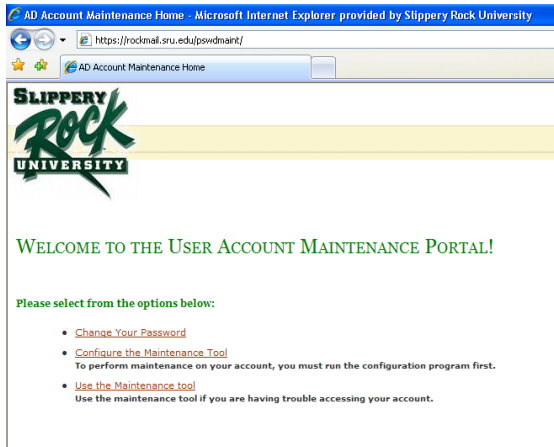 AD Account Maintenance Home - Microsoft Internet Explorer provided by Slippery Rock University
https://rockmail.sru.edu/pswdmaint/
AD Account Maintenance Home
SLIPPERY
ROCK
UNIVERSITY
WELCOME TO THE USER ACCOUNT MAINTENANCE PORTAL!
Please select from the options below:
• Change Your Password
• Configure the Maintenance Tool
To perform maintenance on your account, you must run the configuration program first.
• Use the Maintenance tool
Use the maintenance tool if you are having trouble accessing your account.